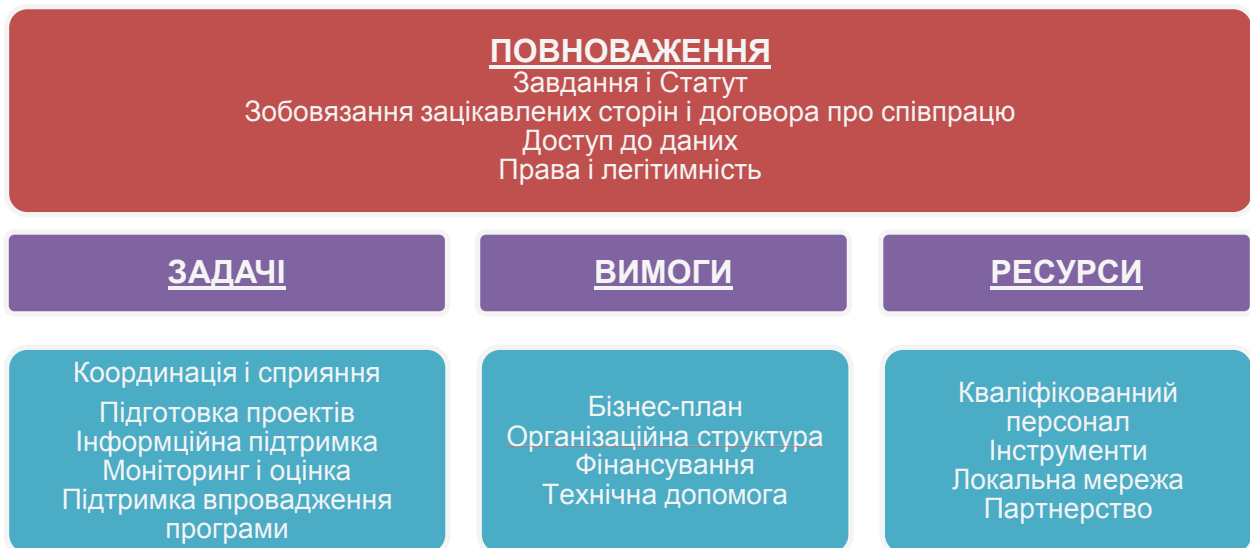 ПОВНОВАЖЕННЯ
Завдання і Статут
Зобовязання зацікавлених сторін і договора про співпрацю
Доступ до даних
Права і легітимність
ЗАДАЧІ
ВИМОГИ
РЕСУРСИ
Координація і сприяння
Підготовка проектів
Інформційна підтримка
Моніторинг і оцінка
Підтримка впровадження
програми
Бізнес-план
Організаційна структура
Фінансування
Технічна допомога
Кваліфікованний
персонал
Інструменти
Локальна мережа
Партнерство